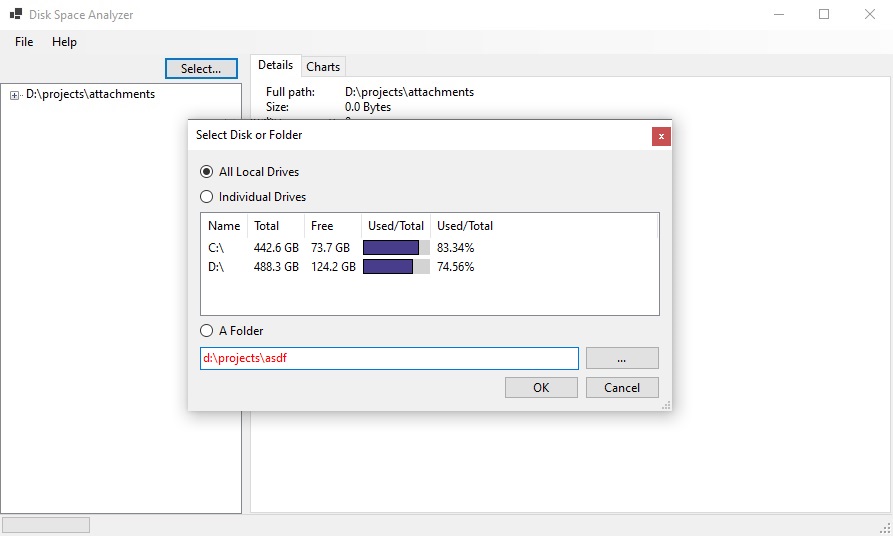 Disk Space Analyzer
File Help
Select...
Details Charts
D:\projects\attachments
Full path: D:\projects\attachments
Size: 0.0 Bytes
Select Disk or Folder
x
All Local Drives
Individual Drives
Name Total Free Used/Total Used/Total
C:\ 442.6 GB 73.7 GB 83.34%
D:\ 488.3 GB 124.2 GB 74.56%
A Folder
d:\projects\asdf
...
OK Cancel